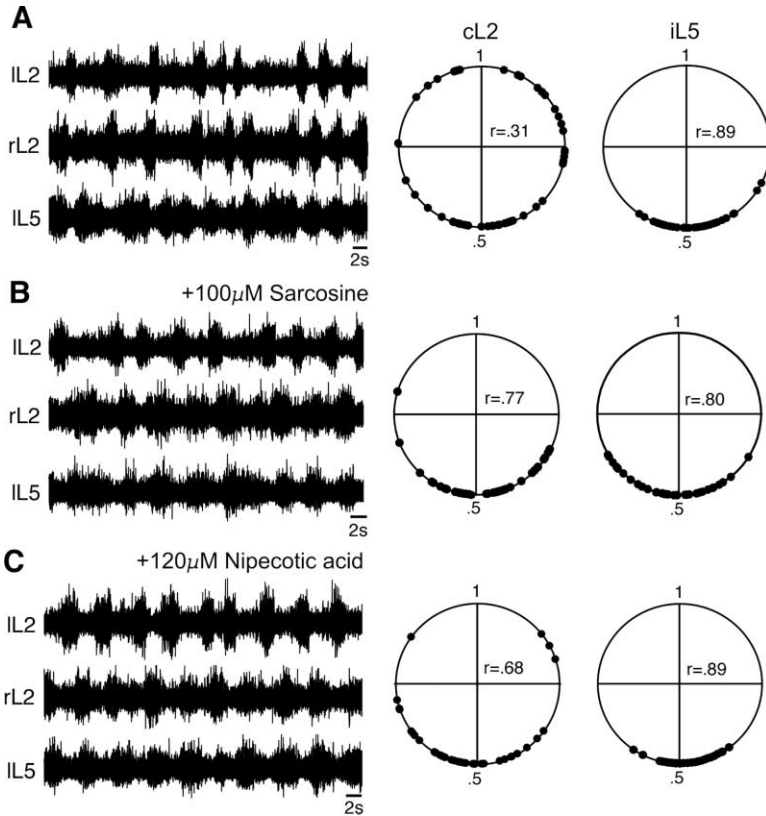 A
cL2 iL5
1 1
lL2
rL2 r=.31 r=.89
lL5
.5 .5
2s
B +100μM Sarcosine
1 1
lL2
rL2 r=.77 r=.80
lL5
.5 .5
2s
C +120μM Nipecotic acid
1 1
lL2
rL2 r=.68 r=.89
lL5
.5 .5
2s